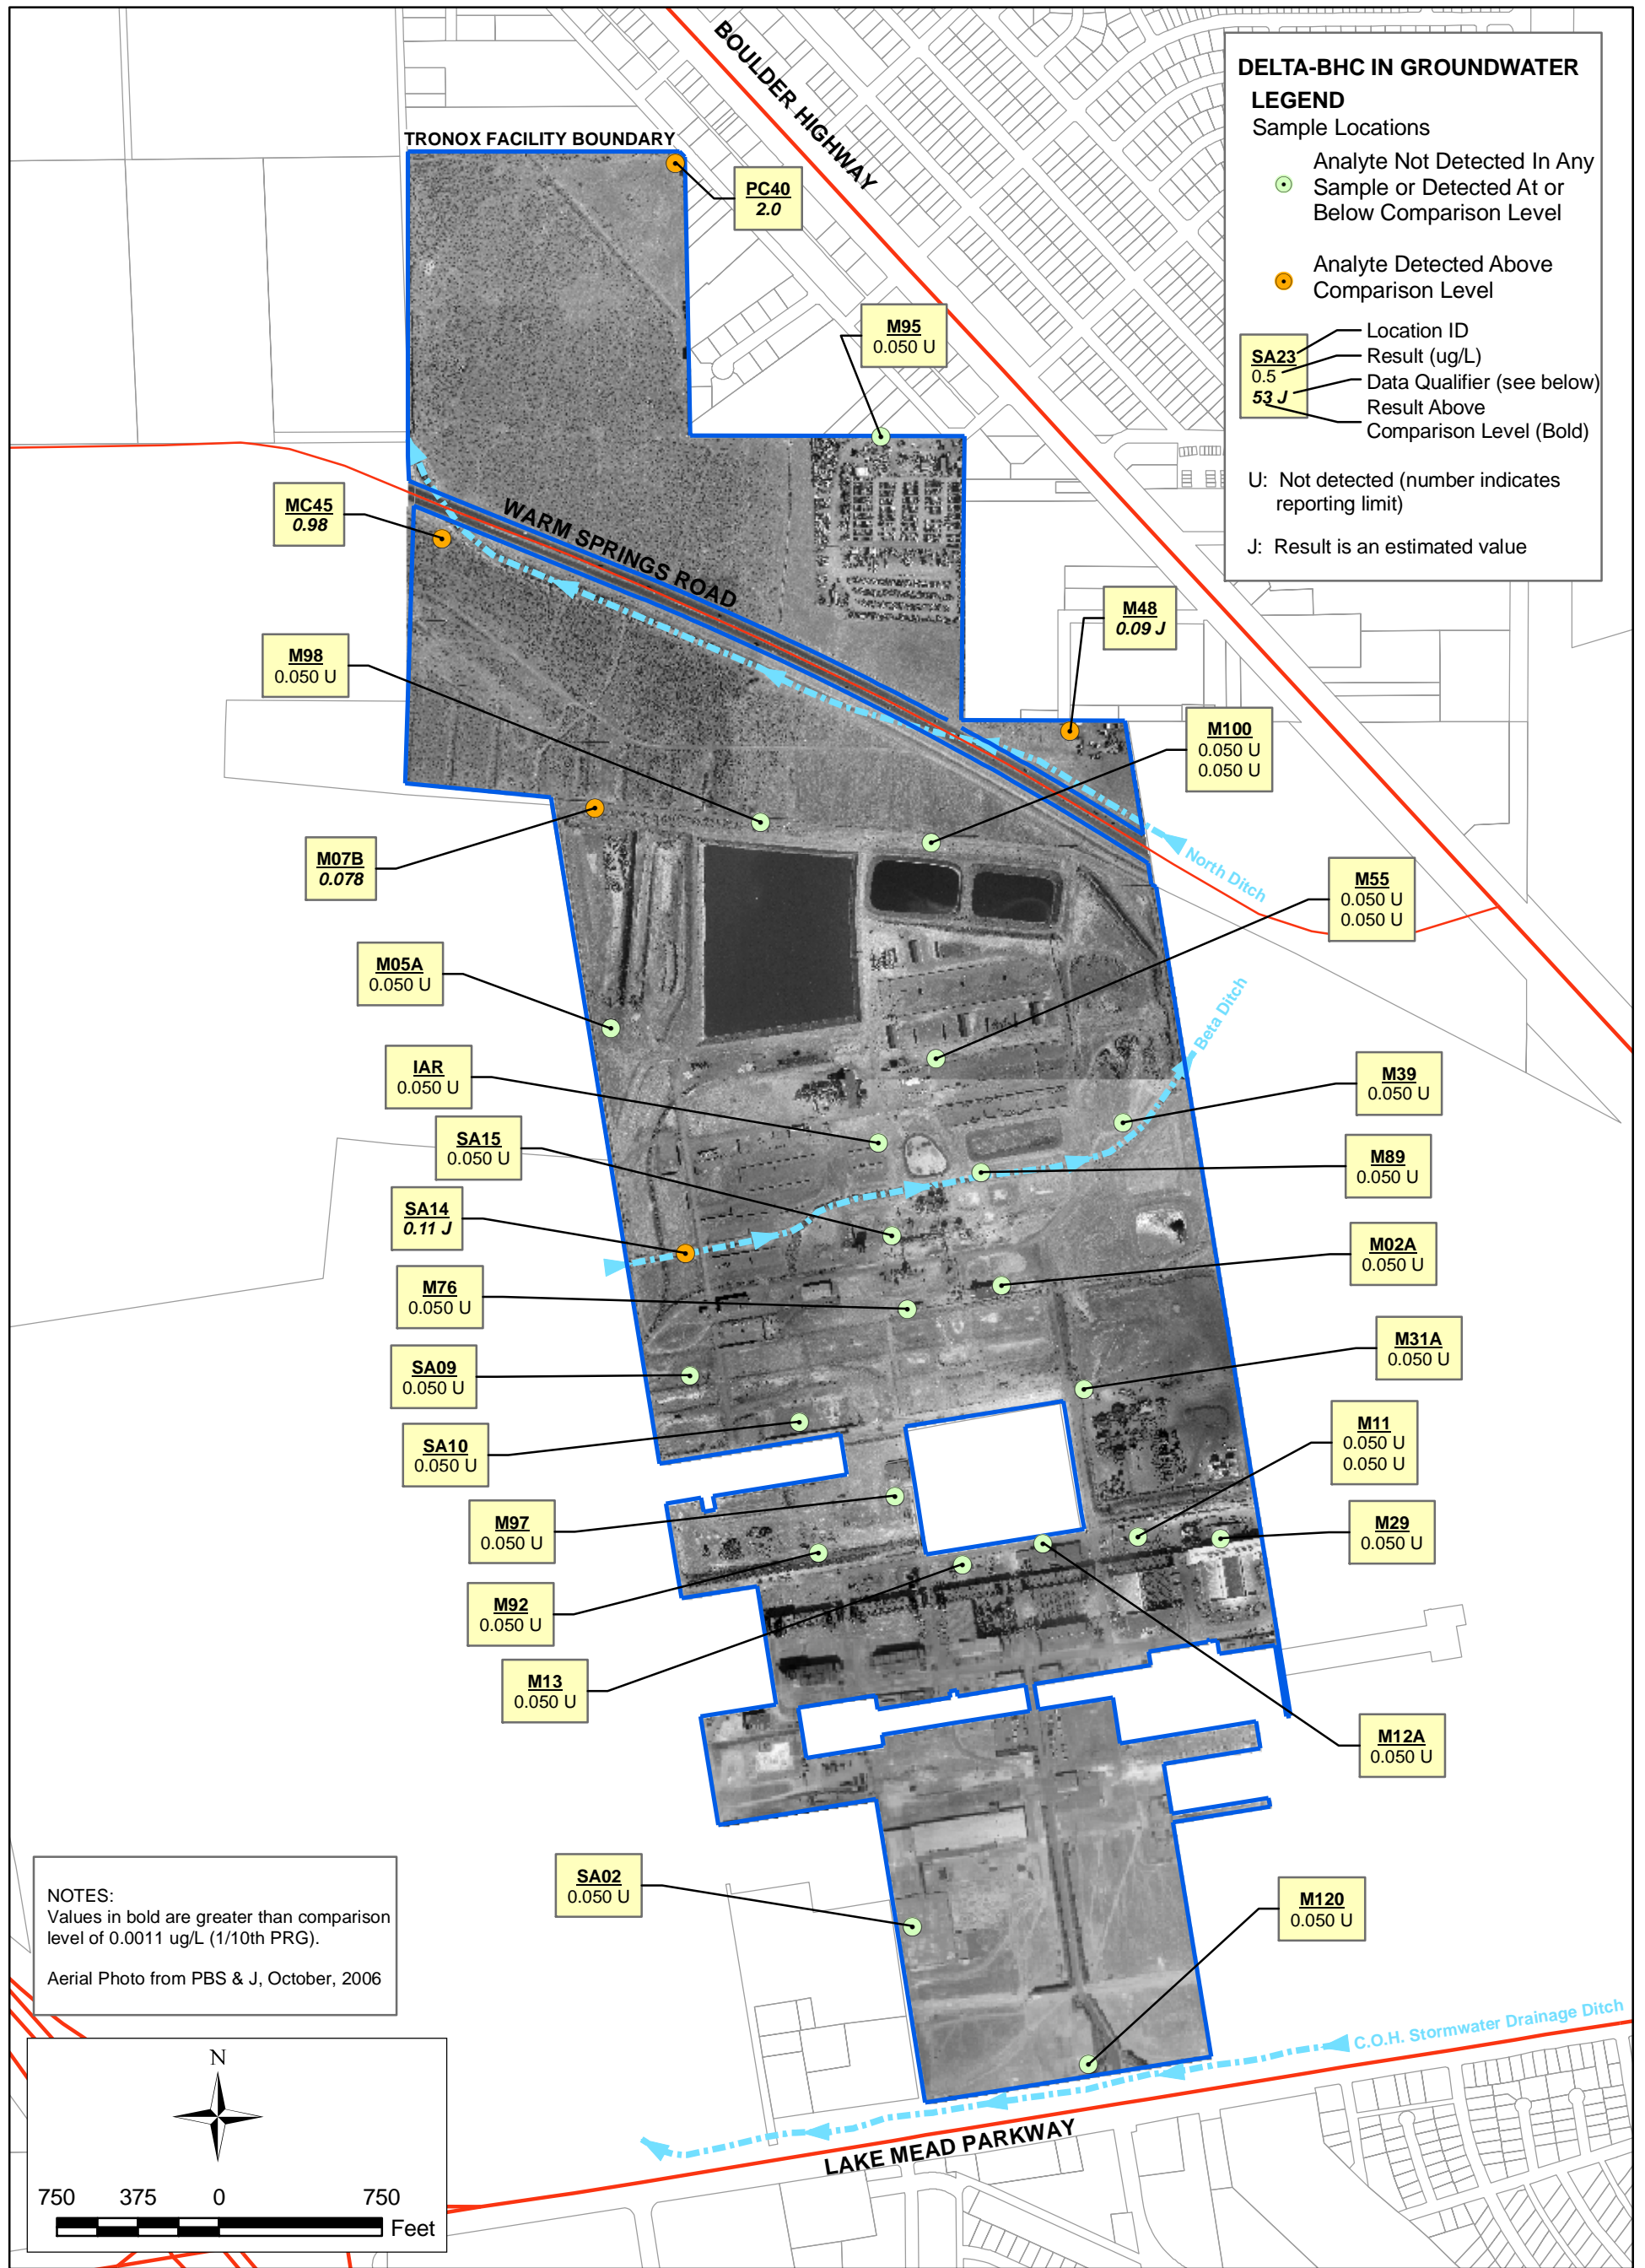 BOULDER HIGHWAY
DELTA-BHC IN GROUNDWATER
LEGEND
Sample Locations
Analyte Not Detected In Any
Sample or Detected At or
Below Comparison Level
Analyte Detected Above
Comparison Level
SA23
0.5
53 J
Location ID
Result (ug/L)
Data Qualifier (see below)
Result Above
Comparison Level (Bold)
U: Not detected (number indicates
reporting limit)
J: Result is an estimated value
TRONOX FACILITY BOUNDARY
PC40
2.0
M95
0.050 U
MC45
0.98
WARM SPRINGS ROAD
M48
0.09 J
M98
0.050 U
M100
0.050 U
0.050 U
M07B
0.078
North Ditch
M55
0.050 U
0.050 U
M05A
0.050 U
Beta Ditch
IAR
0.050 U
M39
0.050 U
SA15
0.050 U
M89
0.050 U
SA14
0.11 J
M02A
0.050 U
M76
0.050 U
M31A
0.050 U
SA09
0.050 U
SA10
0.050 U
M11
0.050 U
0.050 U
M97
0.050 U
M29
0.050 U
M92
0.050 U
M13
0.050 U
M12A
0.050 U
SA02
0.050 U
M120
0.050 U
NOTES:
Values in bold are greater than comparison
level of 0.0011 ug/L (1/10th PRG).
Aerial Photo from PBS & J, October, 2006
C.O.H. Stormwater Drainage Ditch
LAKE MEAD PARKWAY
N
750 375 0 750
Feet